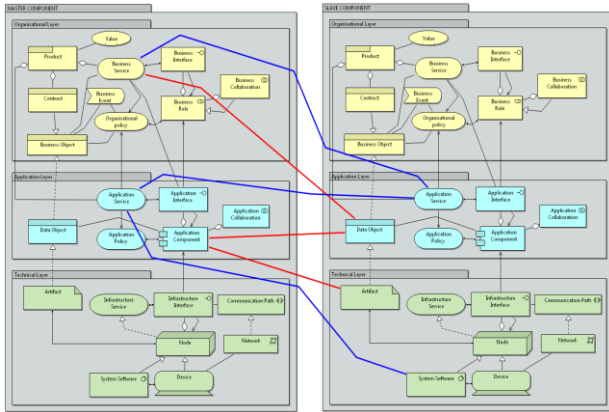 MASTER COMPONENT
Organisational Layer
Value
Product
Business
Service
Business
Interface
Business
Collaboration
Contract
Business
Event
Business
Role
Organisational
policy
Business Object
Application Layer
Application
Service
Application
Interface
Application
Collaboration
Data Object
Application
Policy
Application
Component
Technical Layer
Artifact
Infrastructure
Service
Infrastructure
Interface
Communication Path
Node
Network
System Software
Device
SLAVE COMPONENT
Organisational Layer
Value
Product
Business
Service
Business
Interface
Business
Collaboration
Contract
Business
Event
Business
Role
Organisational
policy
Business Object
Application Layer
Application
Service
Application
Interface
Application
Collaboration
Data Object
Application
Policy
Application
Component
Technical Layer
Artifact
Infrastructure
Service
Infrastructure
Interface
Communication Path
Node
Network
System Software
Device